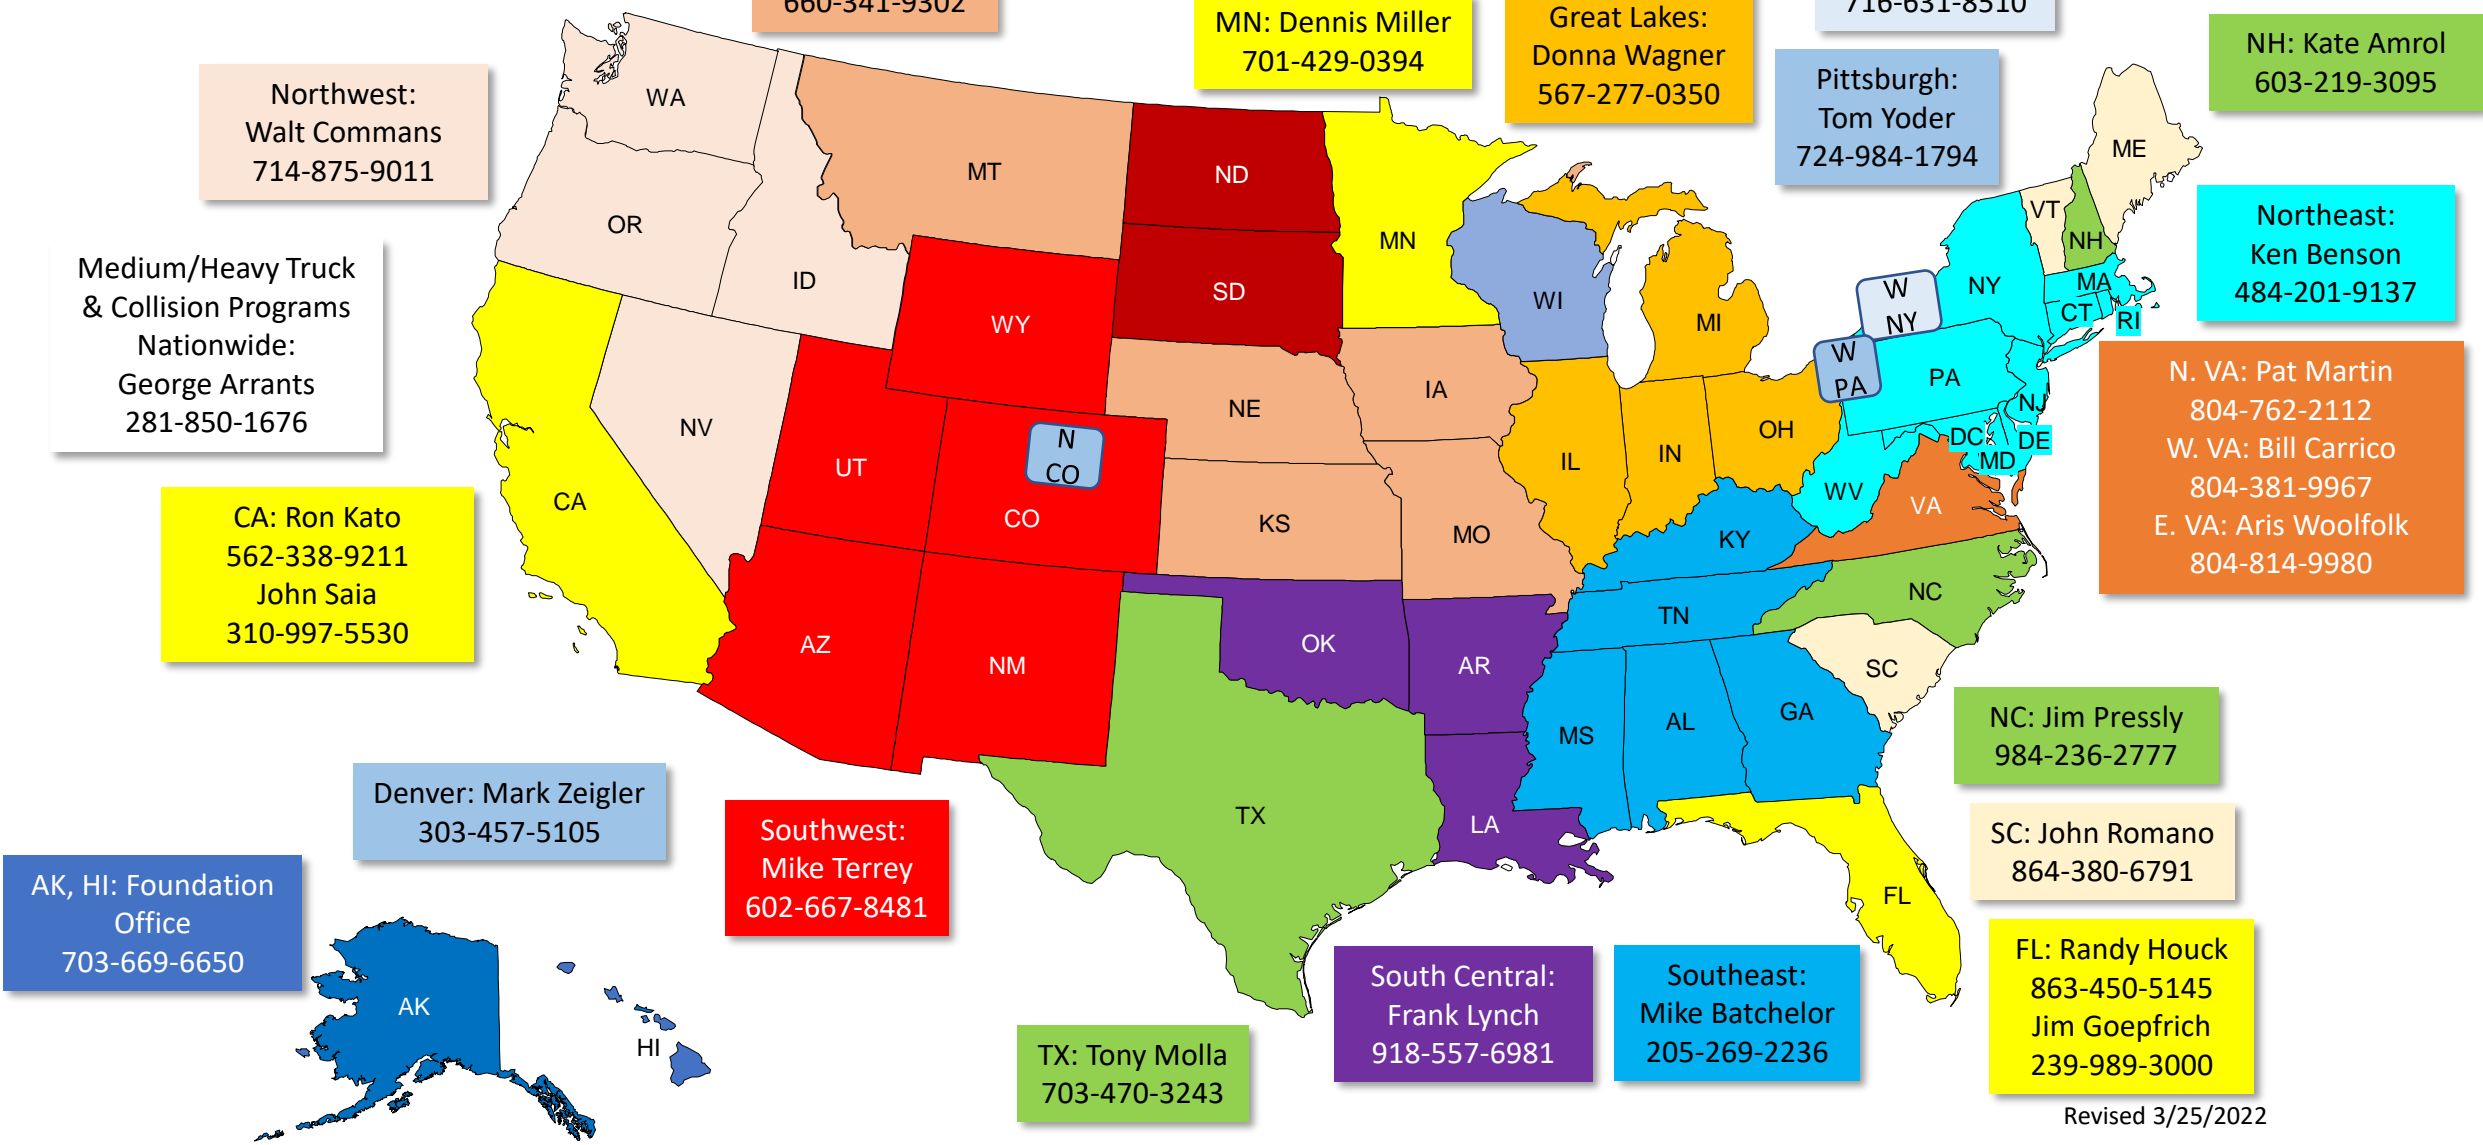 660-341-9302
MN: Dennis Miller
701-429-0394
Great Lakes:
Donna Wagner
567-277-0350
716-631-8510
Pittsburgh:
Tom Yoder
724-984-1794
NH: Kate Amrol
603-219-3095
Northwest:
Walt Commans
714-875-9011
Northeast:
Ken Benson
484-201-9137
Medium/Heavy Truck
& Collision Programs
Nationwide:
George Arrants
281-850-1676
N. VA: Pat Martin
804-762-2112
W. VA: Bill Carrico
804-381-9967
E. VA: Aris Woolfolk
804-814-9980
CA: Ron Kato
562-338-9211
John Saia
310-997-5530
WA
OR
ID
MT
ND
SD
MN
WI
MI
WY
NE
IA
NV
UT
N
CO
CO
CA
KS
MO
IL
IN
OH
W
NY
W
PA
NY
PA
VT
NH
ME
MA
CT
RI
NJ
DE
DC
MD
WV
VA
KY
TN
NC
SC
AZ
NM
OK
AR
TX
LA
MS
AL
GA
FL
AK
HI
NC: Jim Pressly
984-236-2777
SC: John Romano
864-380-6791
Denver: Mark Zeigler
303-457-5105
Southwest:
Mike Terrey
602-667-8481
AK, HI: Foundation
Office
703-669-6650
South Central:
Frank Lynch
918-557-6981
Southeast:
Mike Batchelor
205-269-2236
FL: Randy Houck
863-450-5145
Jim Goepfrich
239-989-3000
TX: Tony Molla
703-470-3243
Revised 3/25/2022